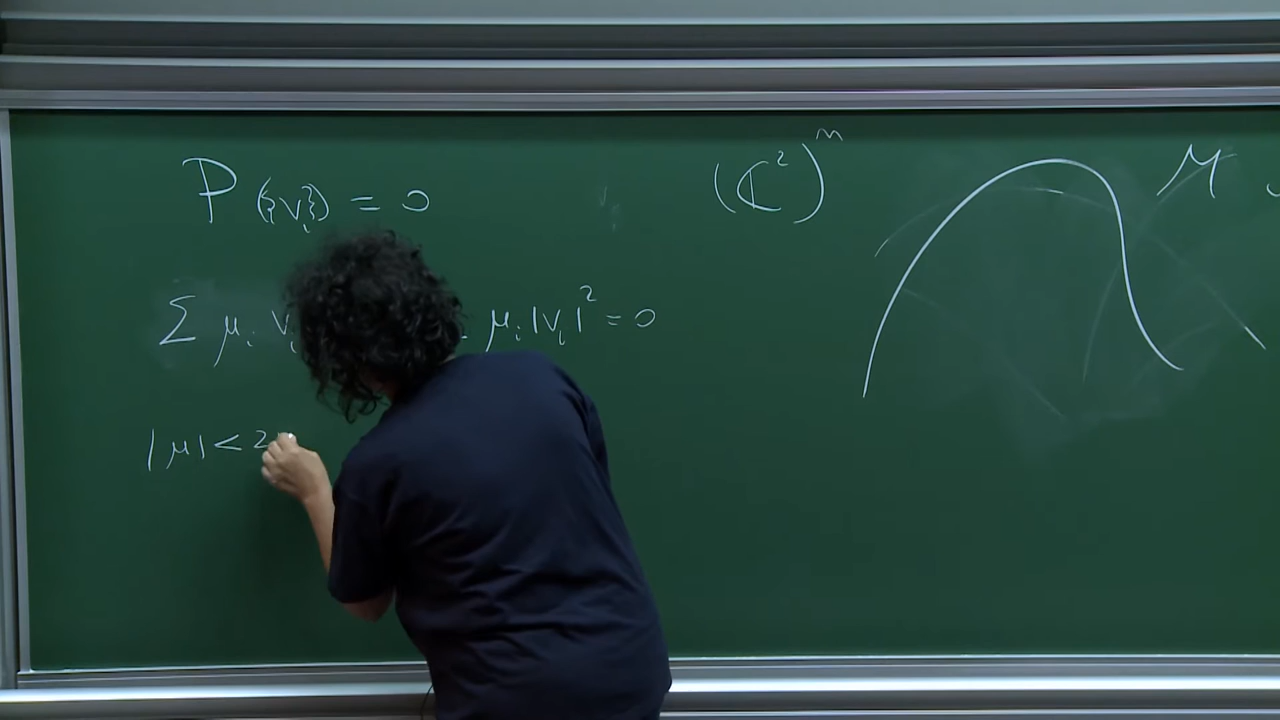 P({v_i}) = 0
(ℂ²)^n
M
Σ μ_i v_i
μ_i |v_i|² = 0
|μ| < 2